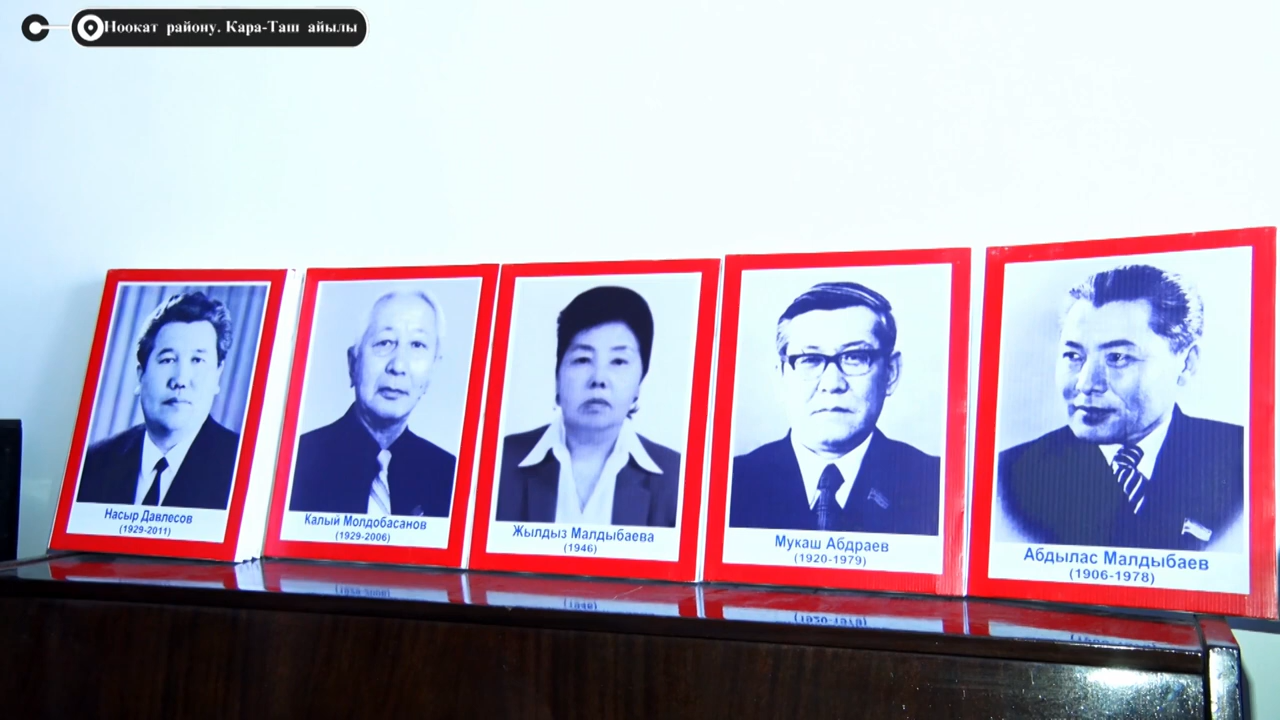 Ноокат району. Кара-Таш айылы
Насыр Давлесов
(1929-2011)
Калый Молдобасанов
(1929-2006)
Жылдыз Малдыбаева
(1946)
Мукаш Абдраев
(1920-1979)
Абдылас Малдыбаев
(1906-1978)